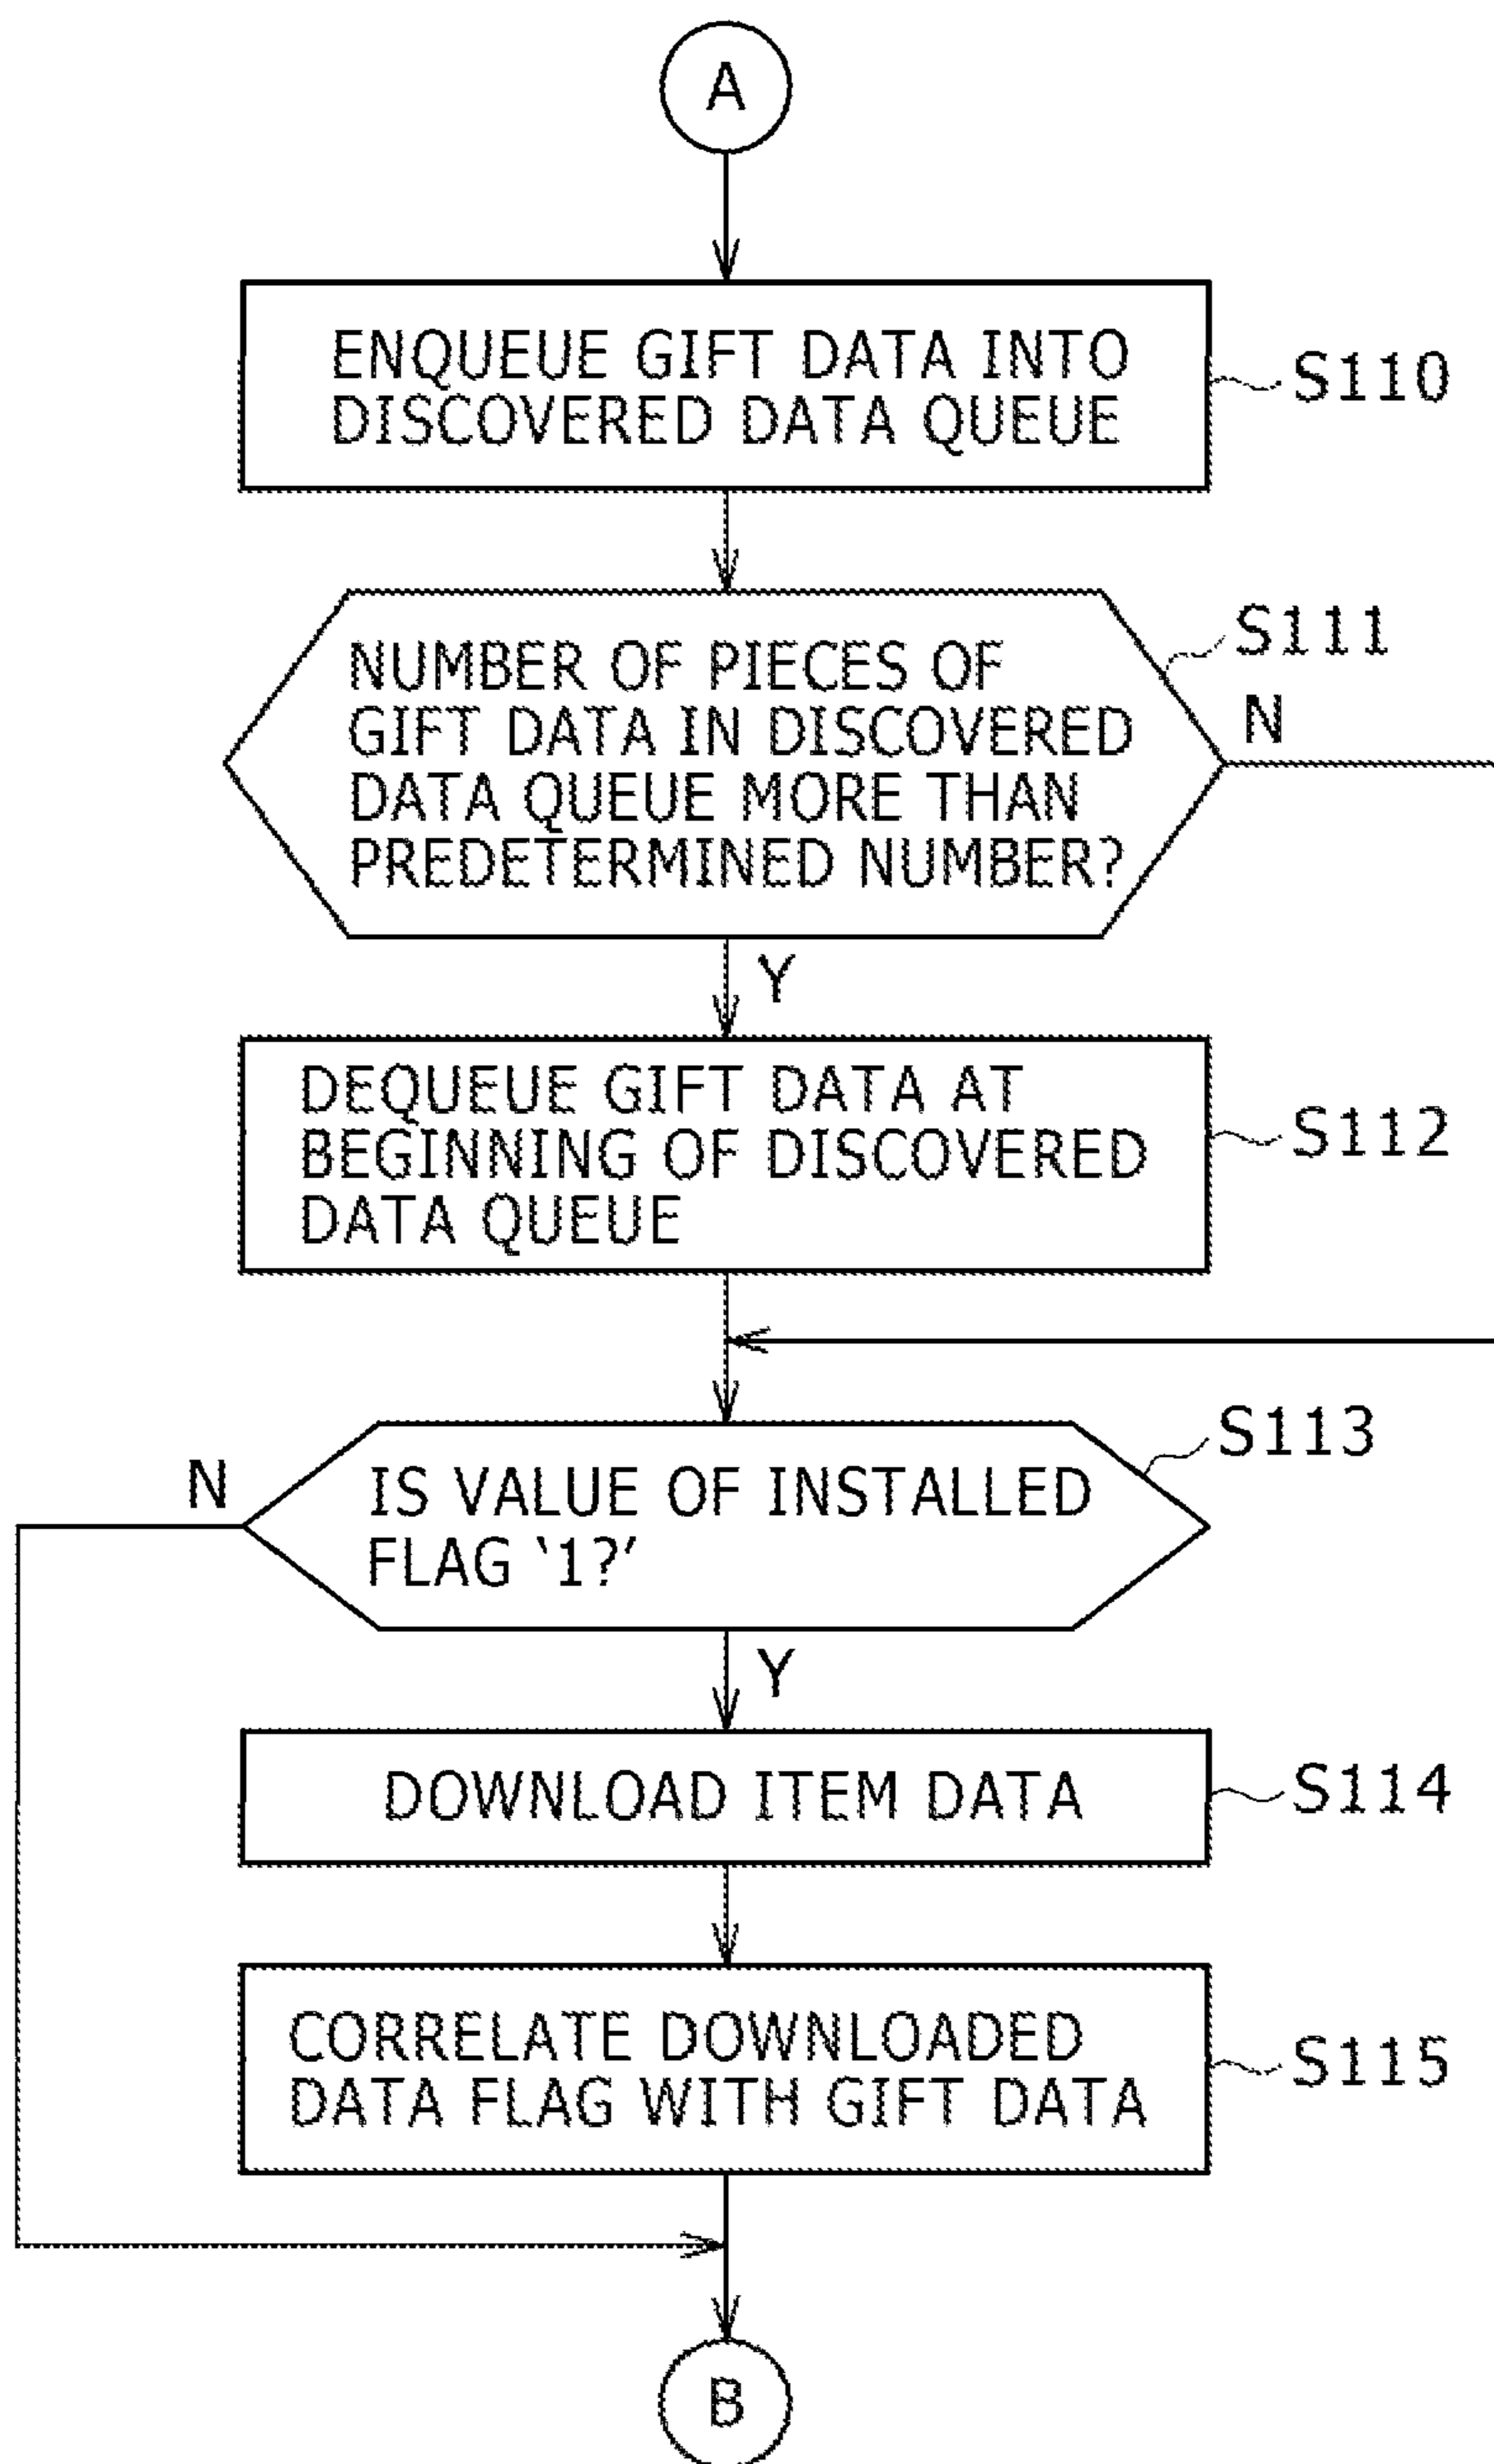 A
ENQUEUE GIFT DATA INTO
DISCOVERED DATA QUEUE
S110
NUMBER OF PIECES OF
GIFT DATA IN DISCOVERED
DATA QUEUE MORE THAN
PREDETERMINED NUMBER?
S111
N
Y
DEQUEUE GIFT DATA AT
BEGINNING OF DISCOVERED
DATA QUEUE
S112
S113
N
IS VALUE OF INSTALLED
FLAG ‘1?’
Y
DOWNLOAD ITEM DATA
S114
CORRELATE DOWNLOADED
DATA FLAG WITH GIFT DATA
S115
B